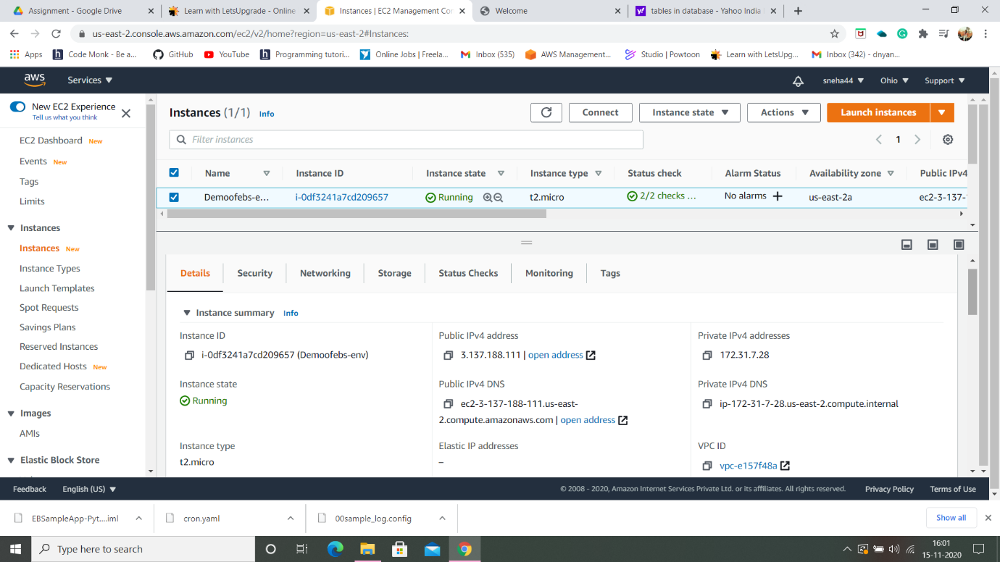 Assignment - Google Drive
Learn with LetsUpgrade - Online
Instances | EC2 Management Con
Welcome
tables in database - Yahoo India
us-east-2.console.aws.amazon.com/ec2/v2/home?region=us-east-2#Instances:
Apps Code Monk - Be a... GitHub YouTube Programming tutori... Online Jobs | Freela... Inbox (535) AWS Management... Studio | Powtoon Learn with LetsUpg... Inbox (342) - dnyan...
aws Services sneha44 Ohio Support
New EC2 Experience
Tell us what you think
EC2 Dashboard New
Events New
Tags
Limits
Instances
Instances New
Instance Types
Launch Templates
Spot Requests
Savings Plans
Reserved Instances
Dedicated Hosts New
Capacity Reservations
Images
AMIs
Elastic Block Store
Instances (1/1) Info
Connect Instance state Actions Launch instances
Filter instances
1
Name Instance ID Instance state Instance type Status check Alarm Status Availability zone Public IPv4
Demoofebs-e... i-0df3241a7cd209657 Running t2.micro 2/2 checks ... No alarms us-east-2a ec2-3-137-
Details Security Networking Storage Status Checks Monitoring Tags
Instance summary Info
Instance ID
i-0df3241a7cd209657 (Demoofebs-env)
Public IPv4 address
3.137.188.111 | open address
Private IPv4 addresses
172.31.7.28
Instance state
Running
Public IPv4 DNS
ec2-3-137-188-111.us-east-
2.compute.amazonaws.com | open address
Private IPv4 DNS
ip-172-31-7-28.us-east-2.compute.internal
Instance type
t2.micro
Elastic IP addresses
–
VPC ID
vpc-e157f48a
Feedback English (US) © 2008 - 2020, Amazon Internet Services Private Ltd. or its affiliates. All rights reserved. Privacy Policy Terms of Use
EBSampleApp-Pyt....iml cron.yaml 00sample_log.config Show all
Type here to search
16:01
15-11-2020